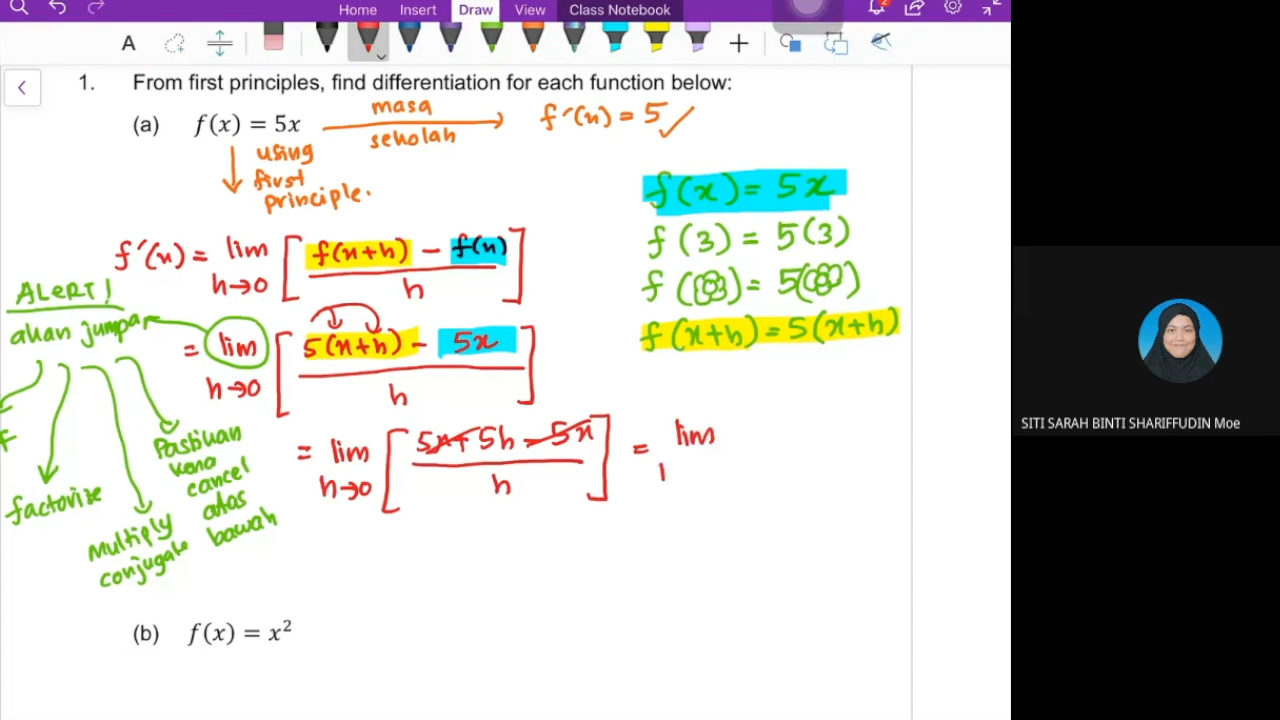 Home Insert Draw View Class Notebook
2
A
1. From first principles, find differentiation for each function below:
(a) f(x) = 5x
masa
sekolah
f'(x) = 5 ✓
using
first
principle.
f(x) = 5x
f(3) = 5(3)
f( ) = 5( )
f(x+h) = 5(x+h)
f'(x) = lim h→0 [ f(x+h) - f(x) / h ]
ALERT!
akan jumpa
= lim h→0 [ 5(x+h) - 5x / h ]
= lim h→0 [ 5x + 5h - 5x / h ] = lim
factorize
Multiply
conjugate
Pastikan
kena
cancel
atas
bawah
(b) f(x) = x²
SITI SARAH BINTI SHARIFFUDIN Moe